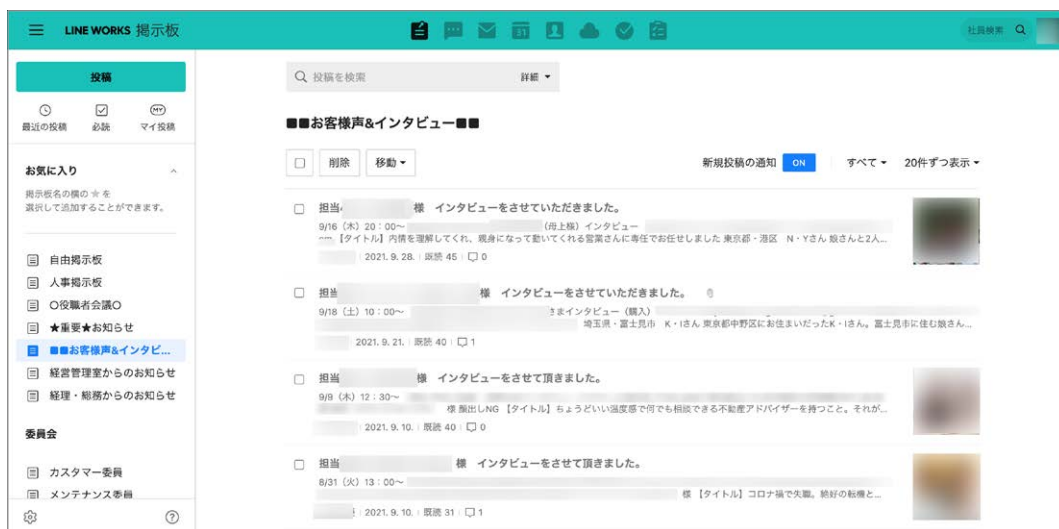 LINE WORKS 掲示板
31
社員検索
投稿
最近の投稿
必読
MY
マイ投稿
お気に入り
掲示板名の横の ☆ を
選択して追加することができます。
自由掲示板
人事掲示板
○役職者会議○
★重要★お知らせ
■■お客様声&インタビ...
経営管理室からのお知らせ
経理・総務からのお知らせ
委員会
カスタマー委員
メンテナンス委員
投稿を検索
詳細
■■お客様声&インタビュー■■
削除
移動
新規投稿の通知 ON
すべて
20件ずつ表示
担当 様 インタビューをさせていただきました。
9/16(木)20:00〜 (母上様)インタビュー
【タイトル】内情を理解してくれ、親身になって動いてくれる営業さんに専任でお任せしました 東京都・港区 N・Yさん 娘さんと2人...
2021. 9. 28. 既読 45 0
担当 様 インタビューをさせていただきました。
9/18(土)10:00〜 さまインタビュー(購入)
埼玉県・富士見市 K・Iさん 東京都中野区にお住まいだったK・Iさん。富士見市に住む娘さん...
2021. 9. 21. 既読 40 1
担当 様 インタビューをさせて頂きました。
9/9(木)12:30〜
様 顔出しNG 【タイトル】ちょうどいい温度感で何でも相談できる不動産アドバイザーを持つこと。それが...
2021. 9. 10. 既読 40 0
担当 様 インタビューをさせて頂きました。
8/31(火)13:00〜
様 【タイトル】コロナ禍で失職。絶好の転機と...
2021. 9. 10. 既読 31 1